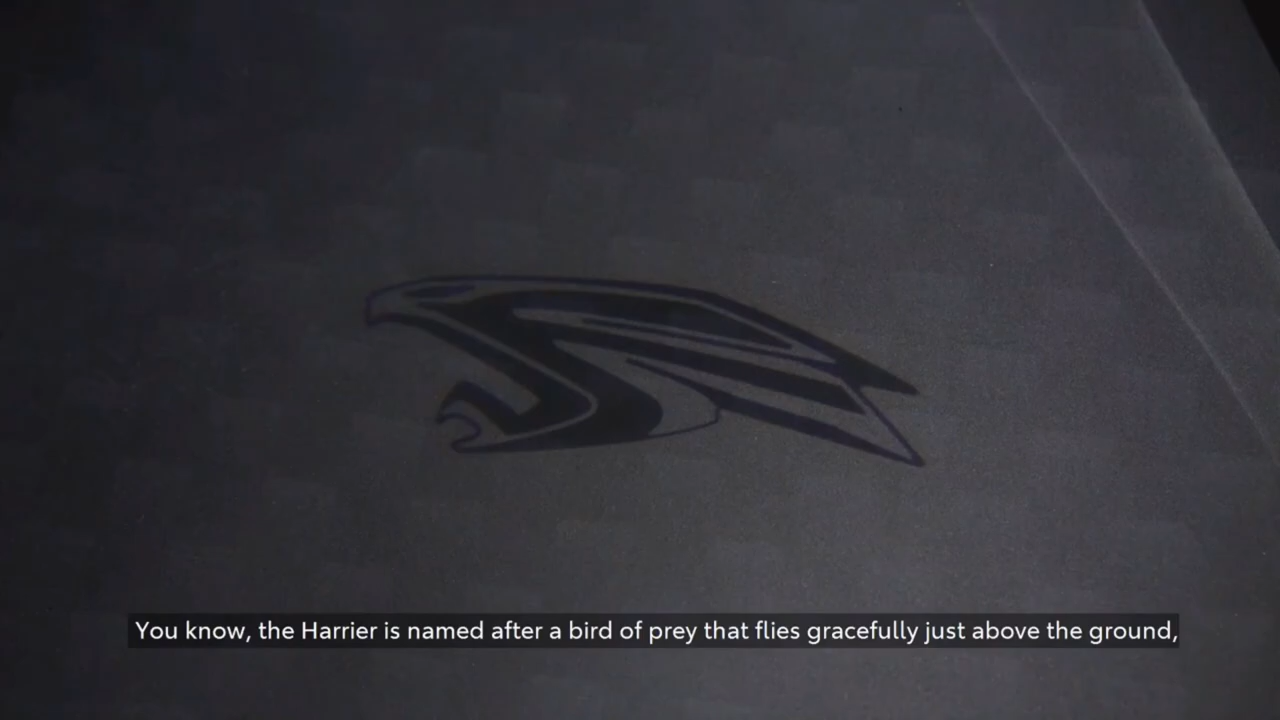 You know, the Harrier is named after a bird of prey that flies gracefully just above the ground,